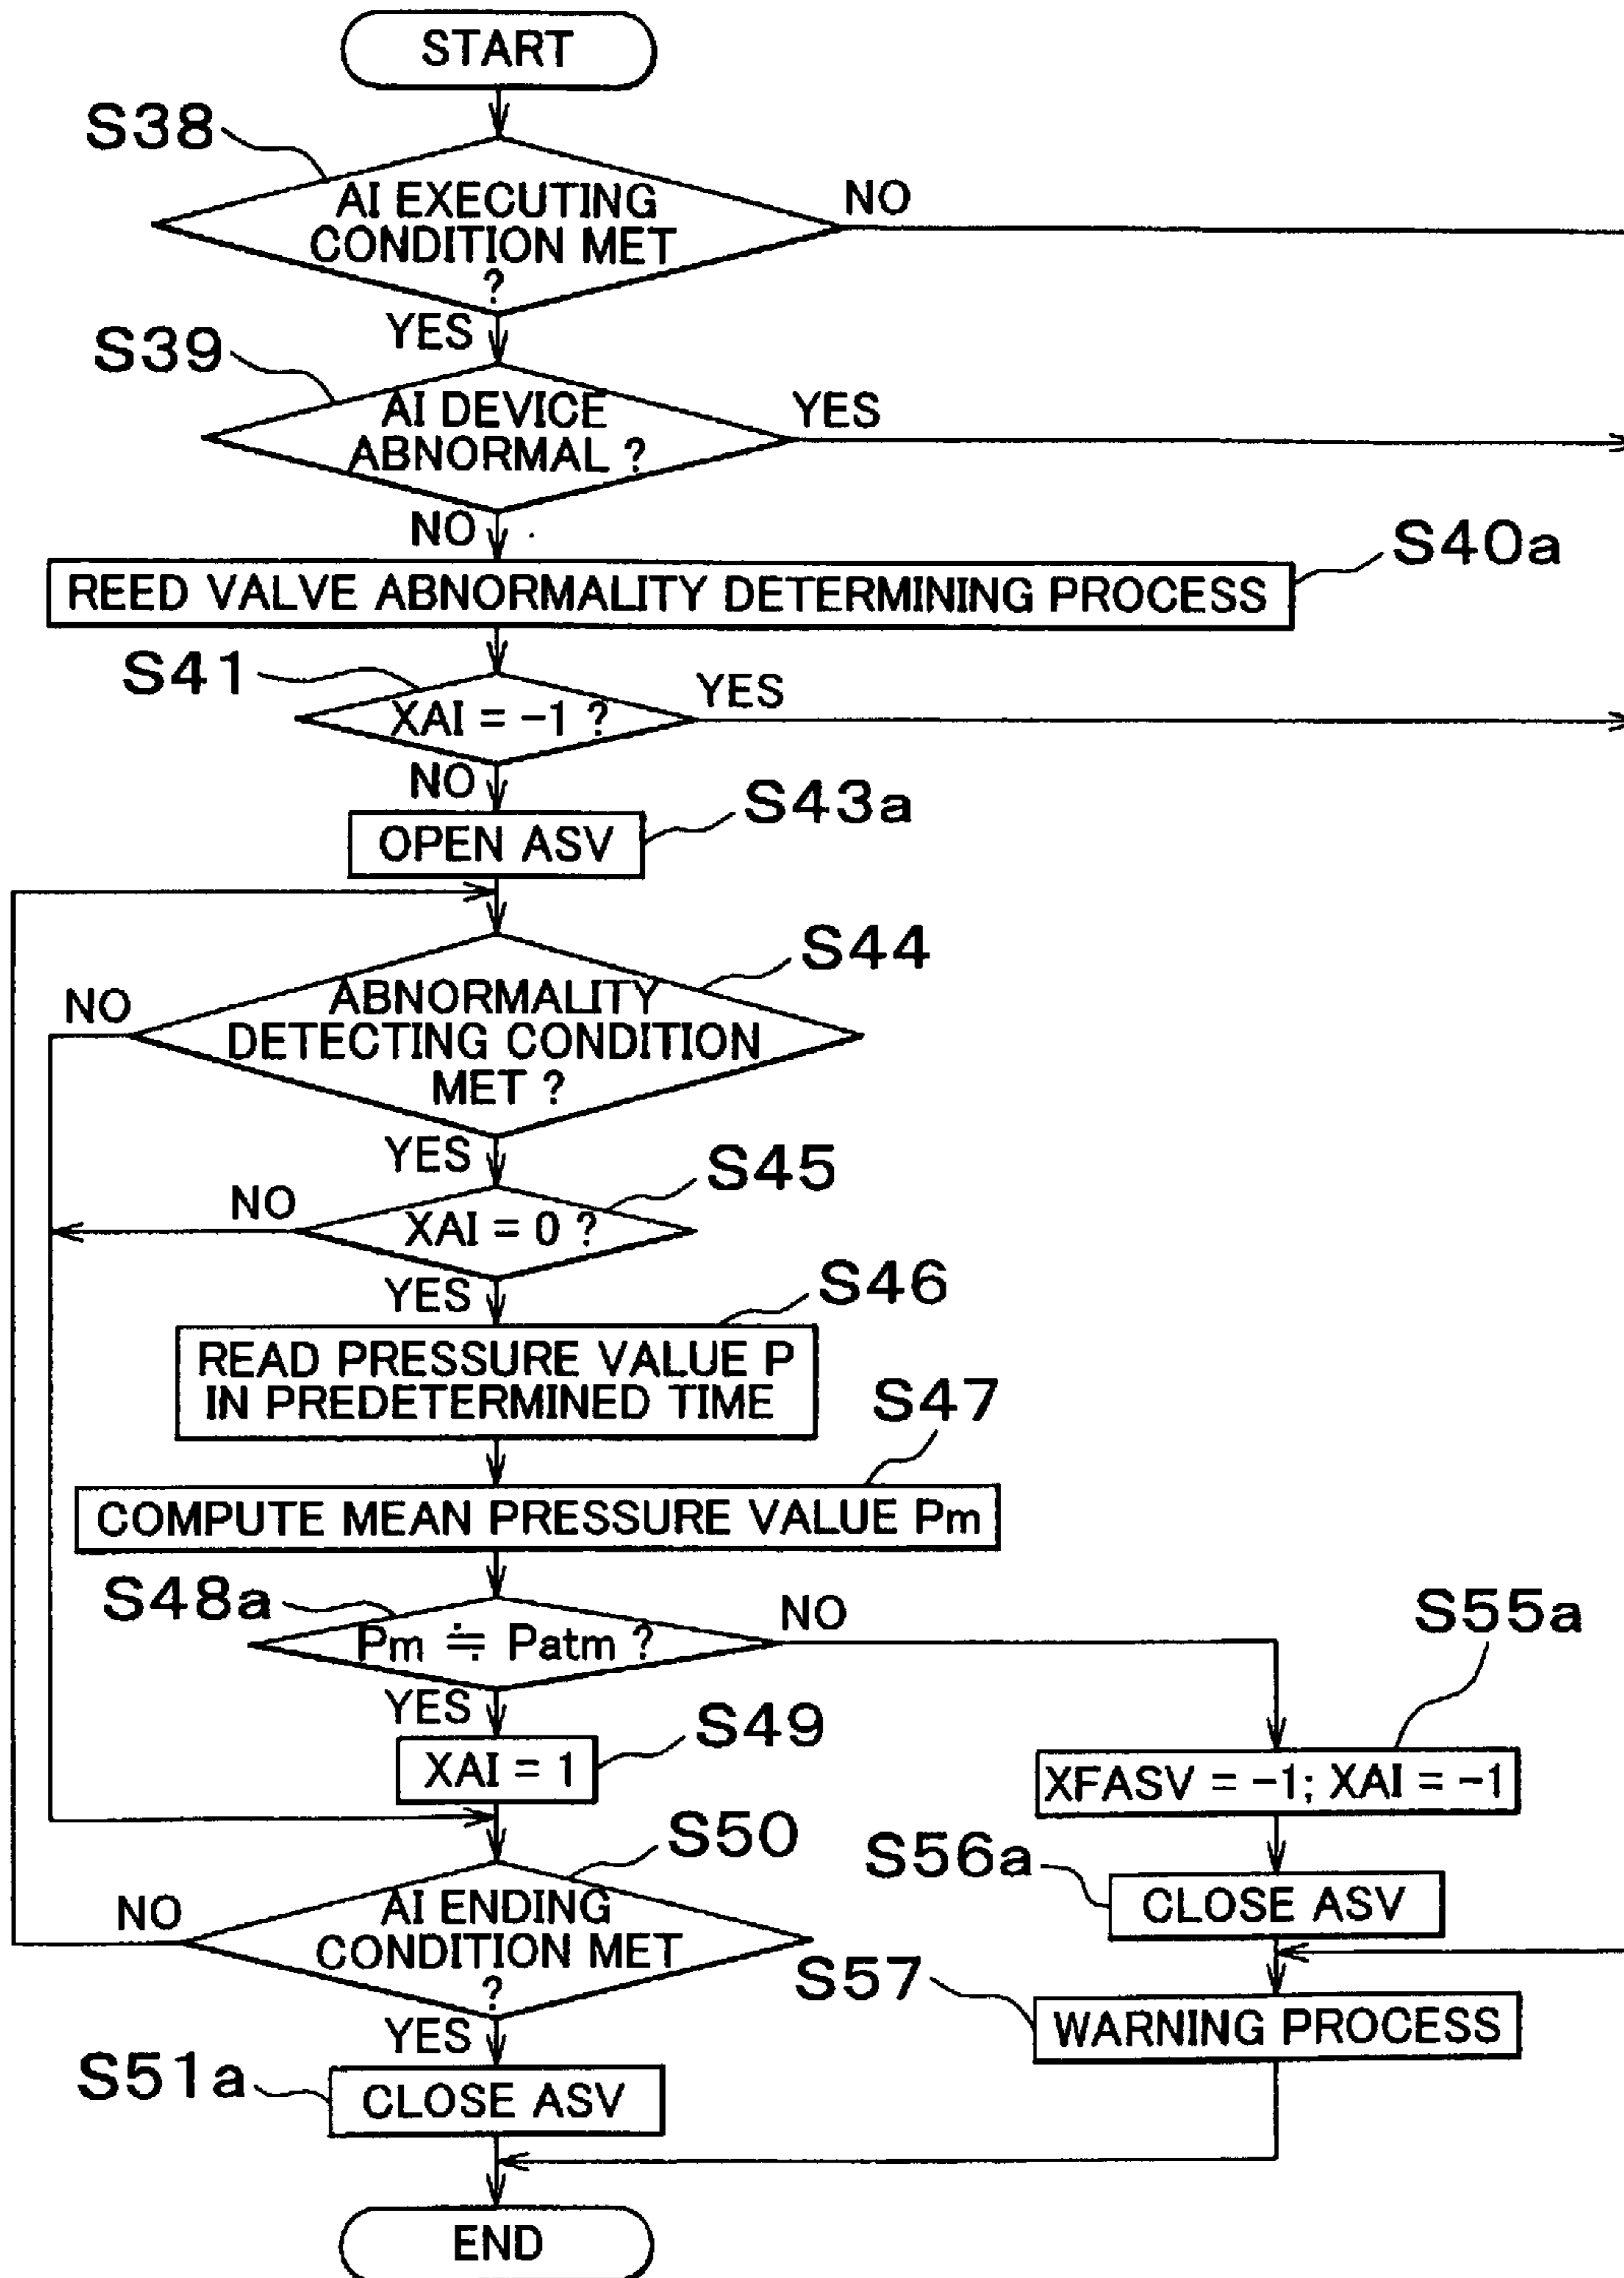 START
S38
AI EXECUTING
CONDITION MET
?
NO
YES
S39
AI DEVICE
ABNORMAL ?
YES
NO
S40a
REED VALVE ABNORMALITY DETERMINING PROCESS
S41
XAI = −1 ?
YES
NO
S43a
OPEN ASV
S44
ABNORMALITY
DETECTING CONDITION
MET ?
NO
YES
S45
XAI = 0 ?
NO
YES
S46
READ PRESSURE VALUE P
IN PREDETERMINED TIME
S47
COMPUTE MEAN PRESSURE VALUE Pm
S48a
Pm ≒ Patm ?
NO
YES
S55a
S49
XAI = 1
XFASV = −1; XAI = −1
S50
AI ENDING
CONDITION MET
?
NO
YES
S56a
CLOSE ASV
S57
WARNING PROCESS
S51a
CLOSE ASV
END